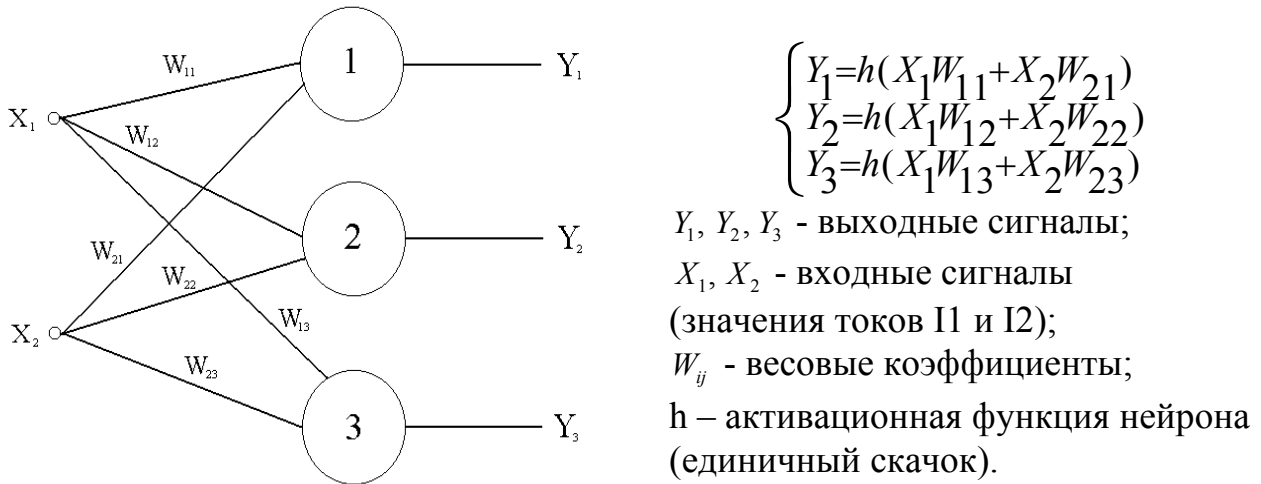 W₁₁
1
Y₁
X₁
W₁₂
W₂₁
2
Y₂
W₂₂
X₂
W₁₃
W₂₃
3
Y₃
Y₁=h(X₁W₁₁+X₂W₂₁)
Y₂=h(X₁W₁₂+X₂W₂₂)
Y₃=h(X₁W₁₃+X₂W₂₃)
Y₁, Y₂, Y₃ - выходные сигналы;
X₁, X₂ - входные сигналы
(значения токов I1 и I2);
Wᵢⱼ - весовые коэффициенты;
h – активационная функция нейрона
(единичный скачок).